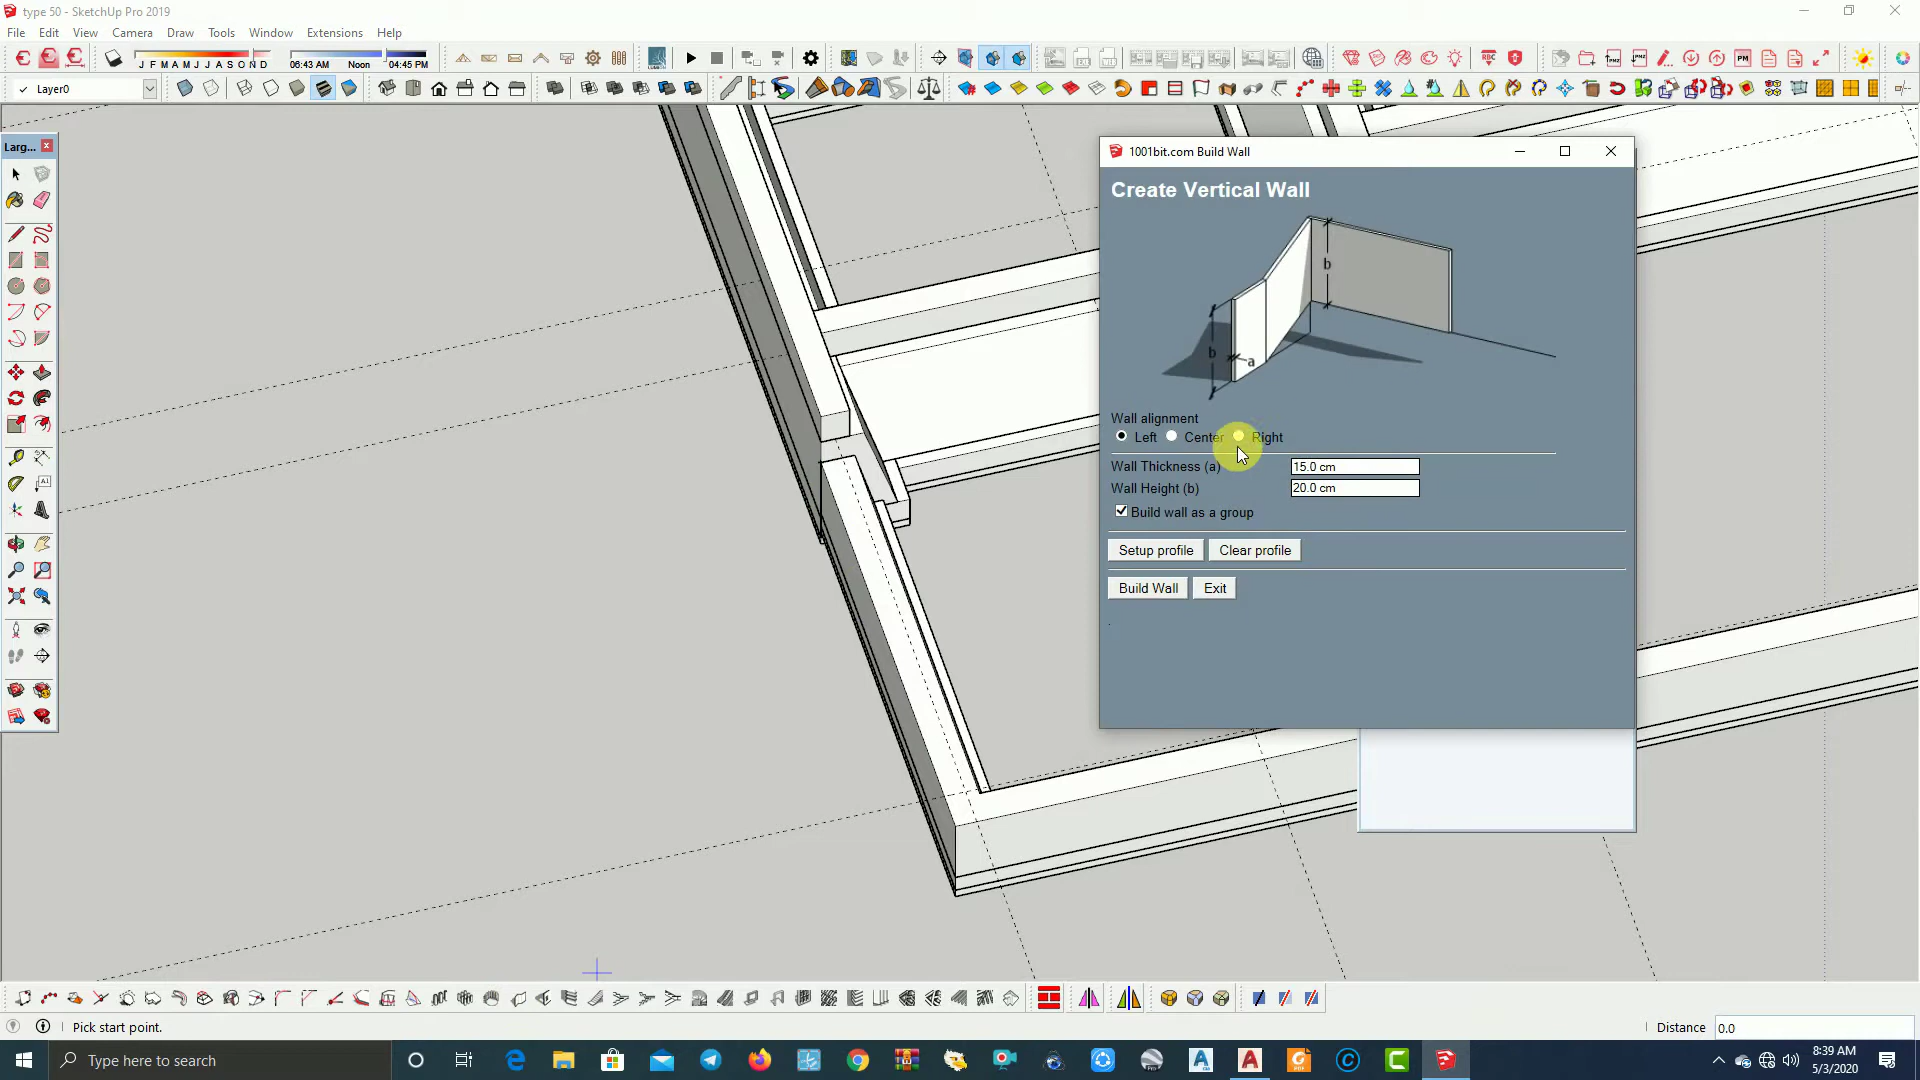 type 50 - SketchUp Pro 2019
File Edit View Camera Draw Tools Window Extensions Help
J F M A M J J A S O N D 06:43 AM Noon 04:45 PM
PM
✓ Layer0
Larg...
A1
1001bit.com Build Wall
Create Vertical Wall
b
b
a
Wall alignment
Left Center Right
Wall Thickness (a) 15.0 cm
Wall Height (b) 20.0 cm
Build wall as a group
Setup profile Clear profile
Build Wall Exit
.
Pick start point. Distance 0.0
Type here to search
8:39 AM
5/3/2020